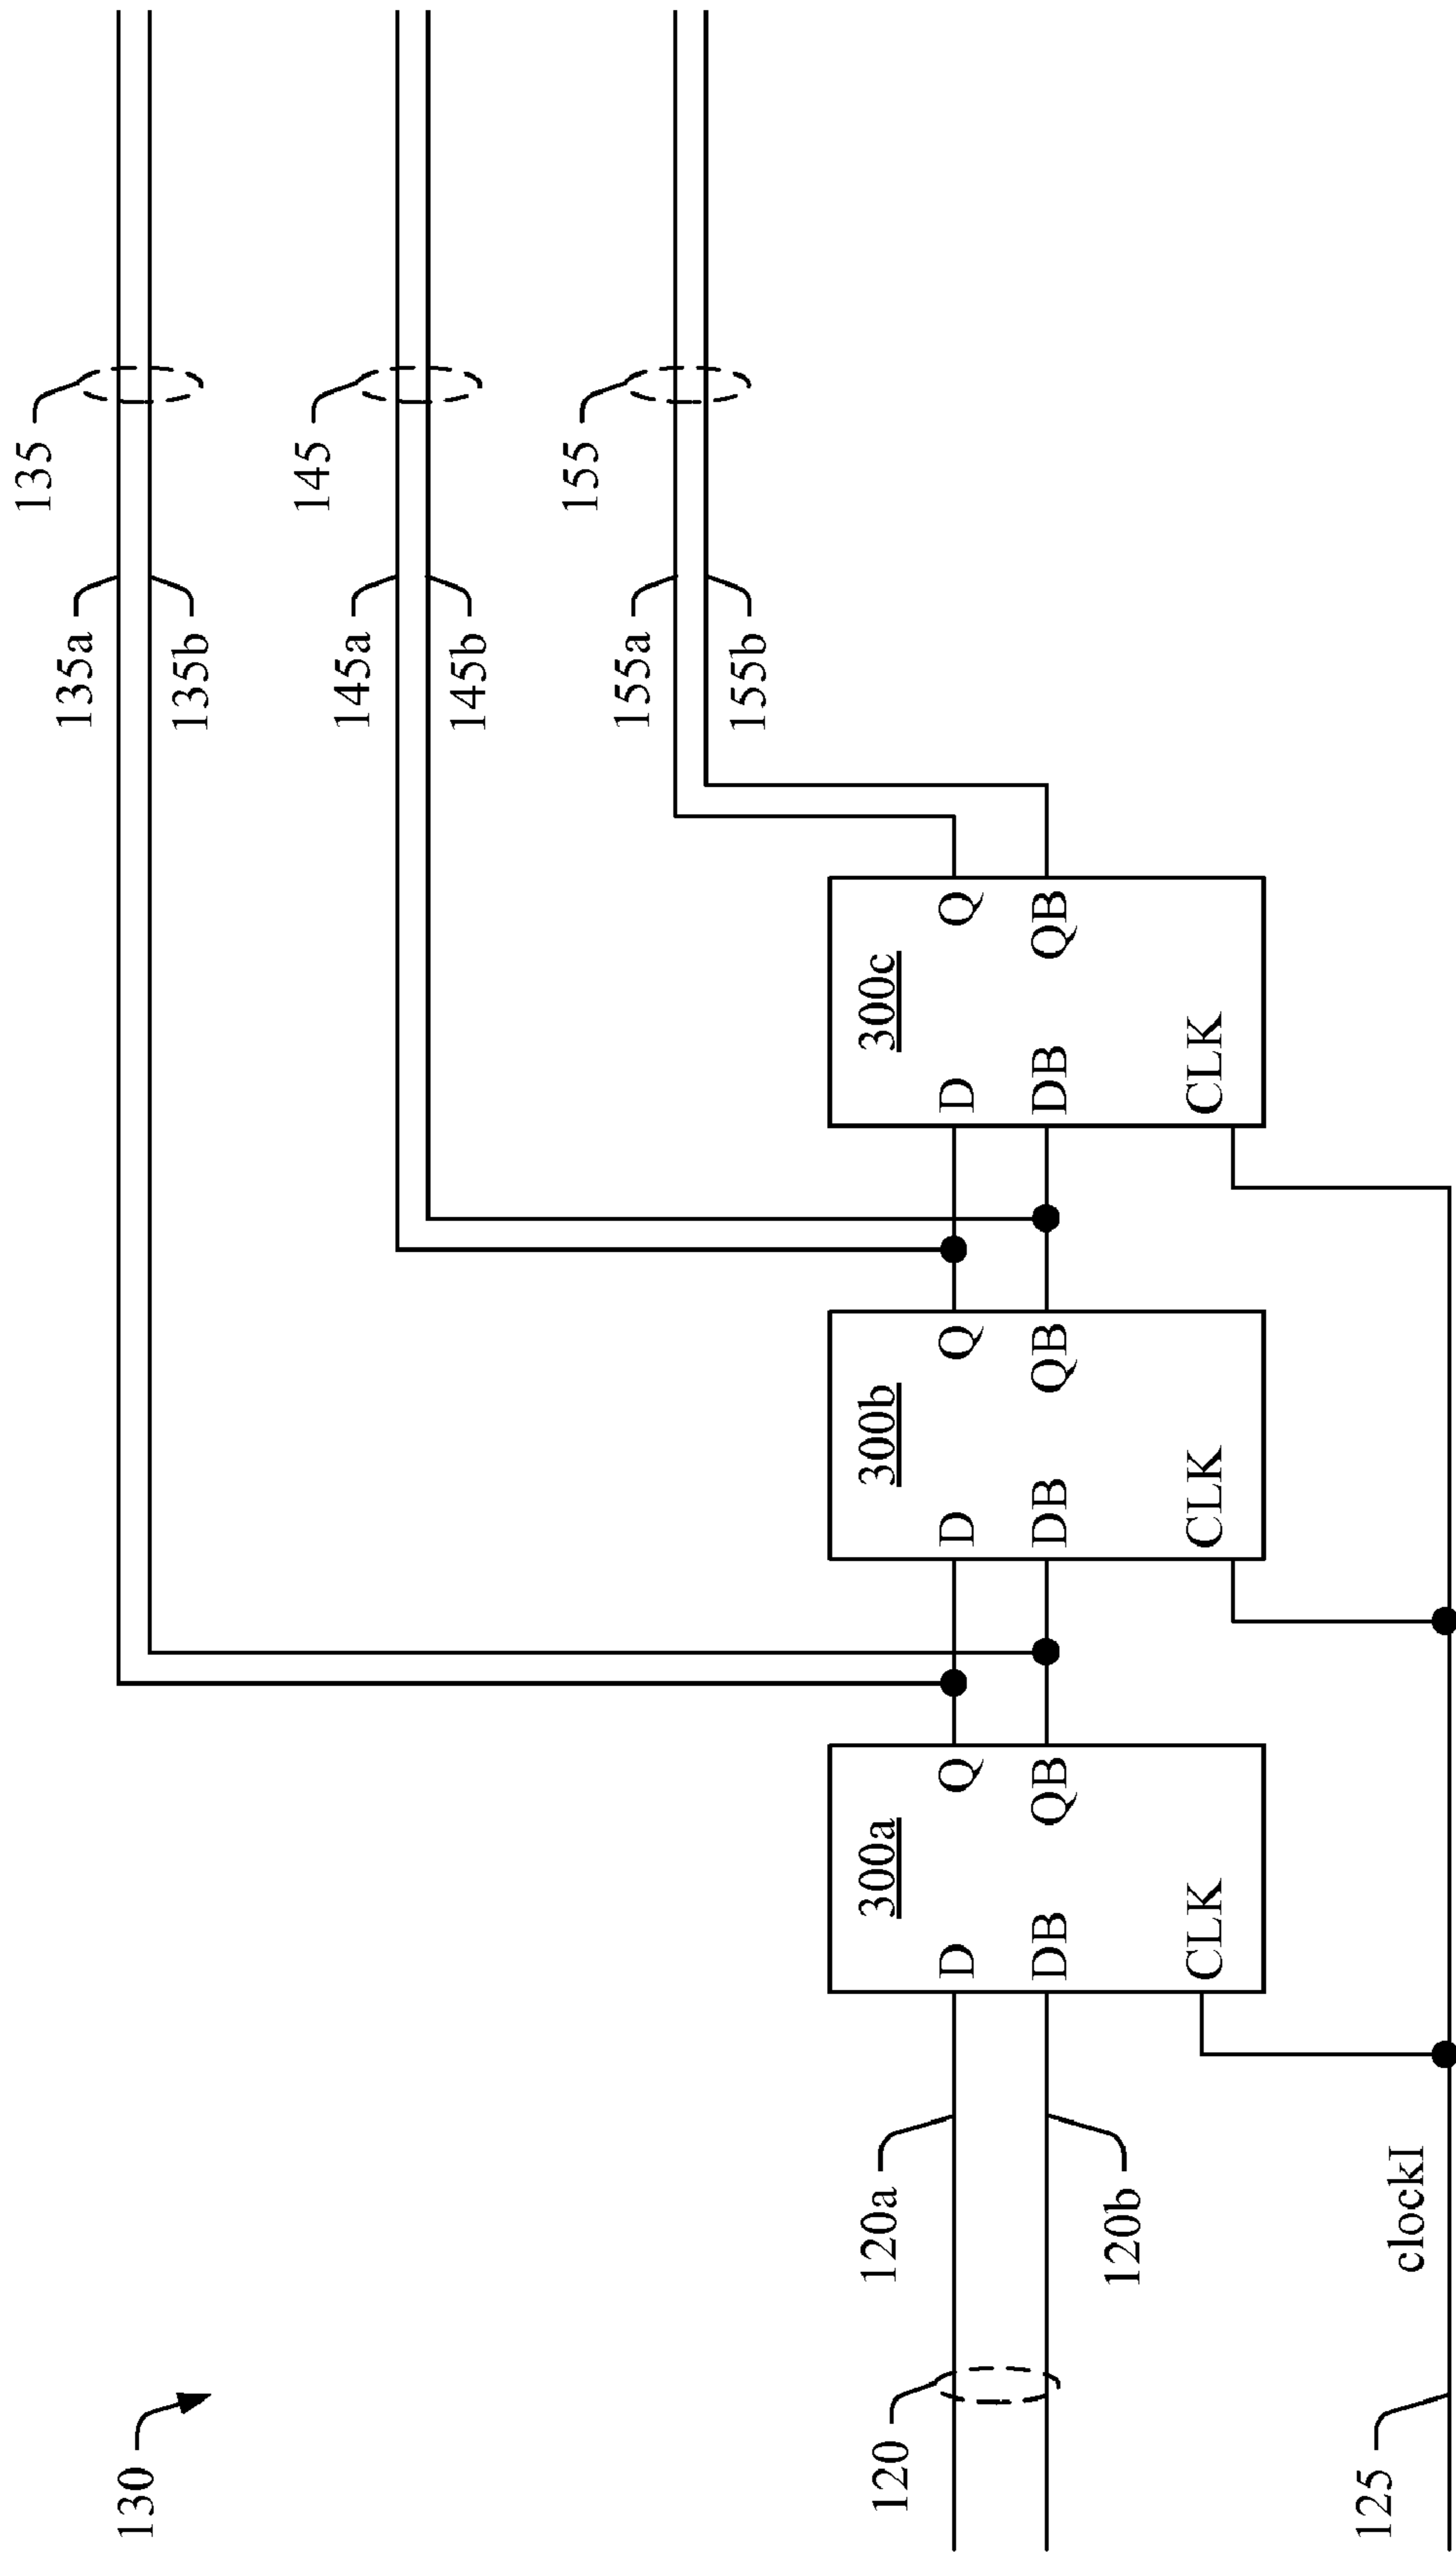 130
135
135a
135b
145
145a
145b
155
155a
155b
120
120a
120b
300a
D
Q
DB
QB
CLK
300b
D
Q
DB
QB
CLK
300c
D
Q
DB
QB
CLK
125
clockI